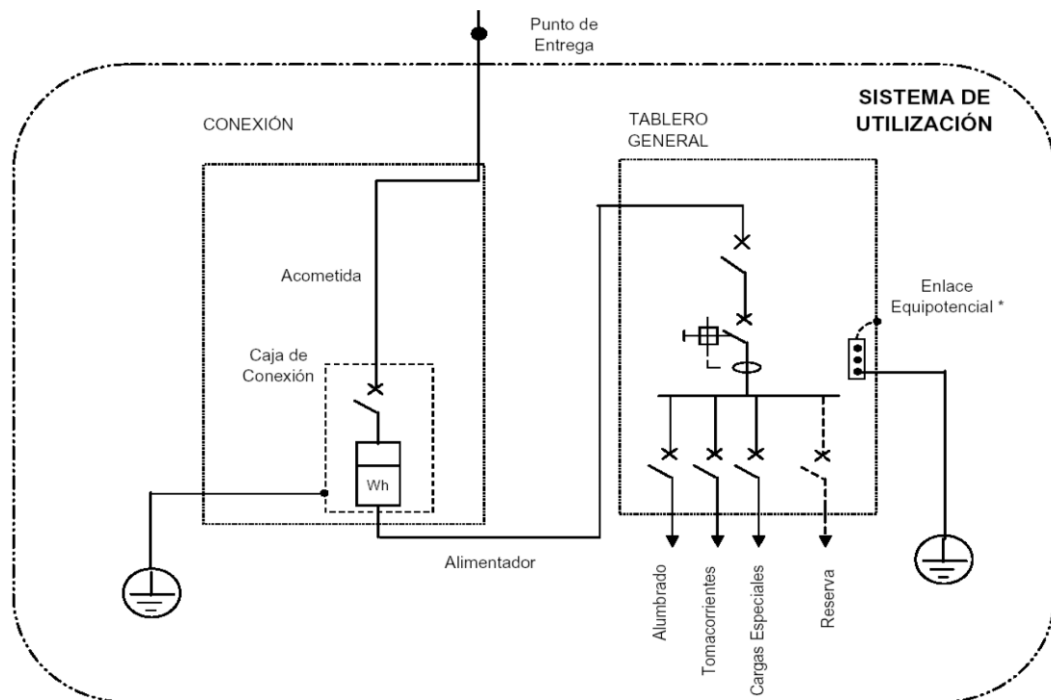 Punto de
Entrega
SISTEMA DE
UTILIZACIÓN
CONEXIÓN
TABLERO
GENERAL
Acometida
Enlace
Equipotencial *
Caja de
Conexión
Wh
Alimentador
Alumbrado
Tomacorrientes
Cargas Especiales
Reserva